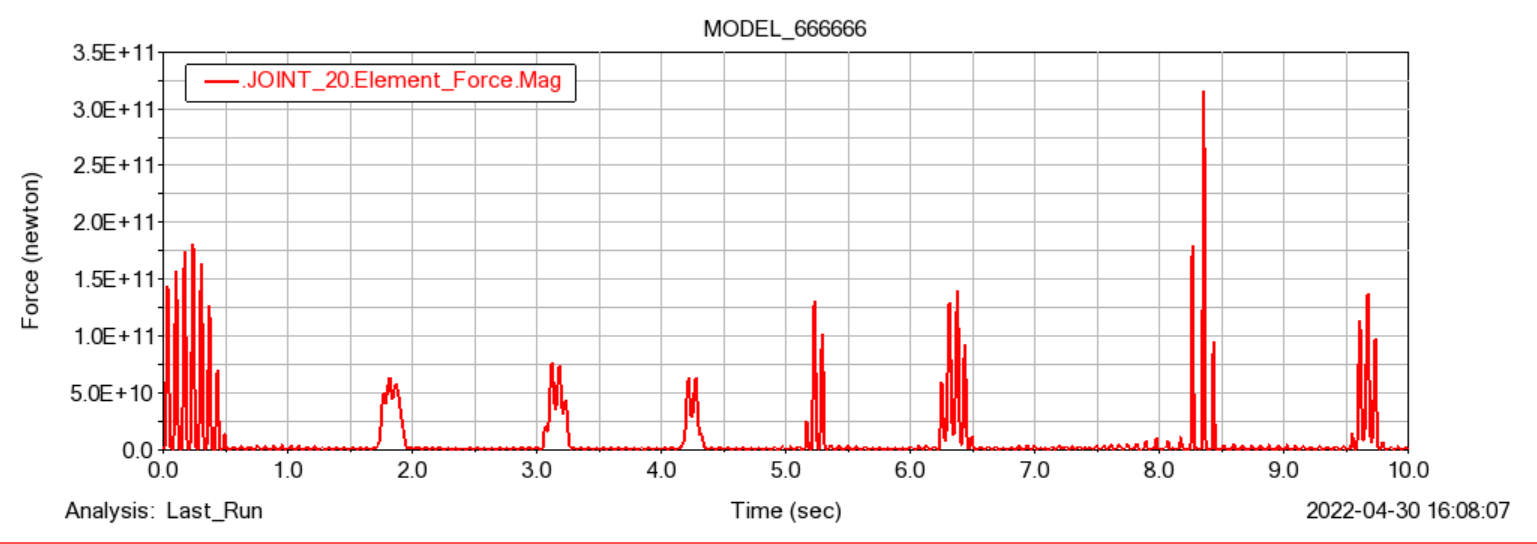 MODEL_666666
3.5E+11
.JOINT_20.Element_Force.Mag
3.0E+11
2.5E+11
2.0E+11
1.5E+11
1.0E+11
5.0E+10
0.0
Force (newton)
0.0 1.0 2.0 3.0 4.0 5.0 6.0 7.0 8.0 9.0 10.0
Analysis: Last_Run Time (sec) 2022-04-30 16:08:07